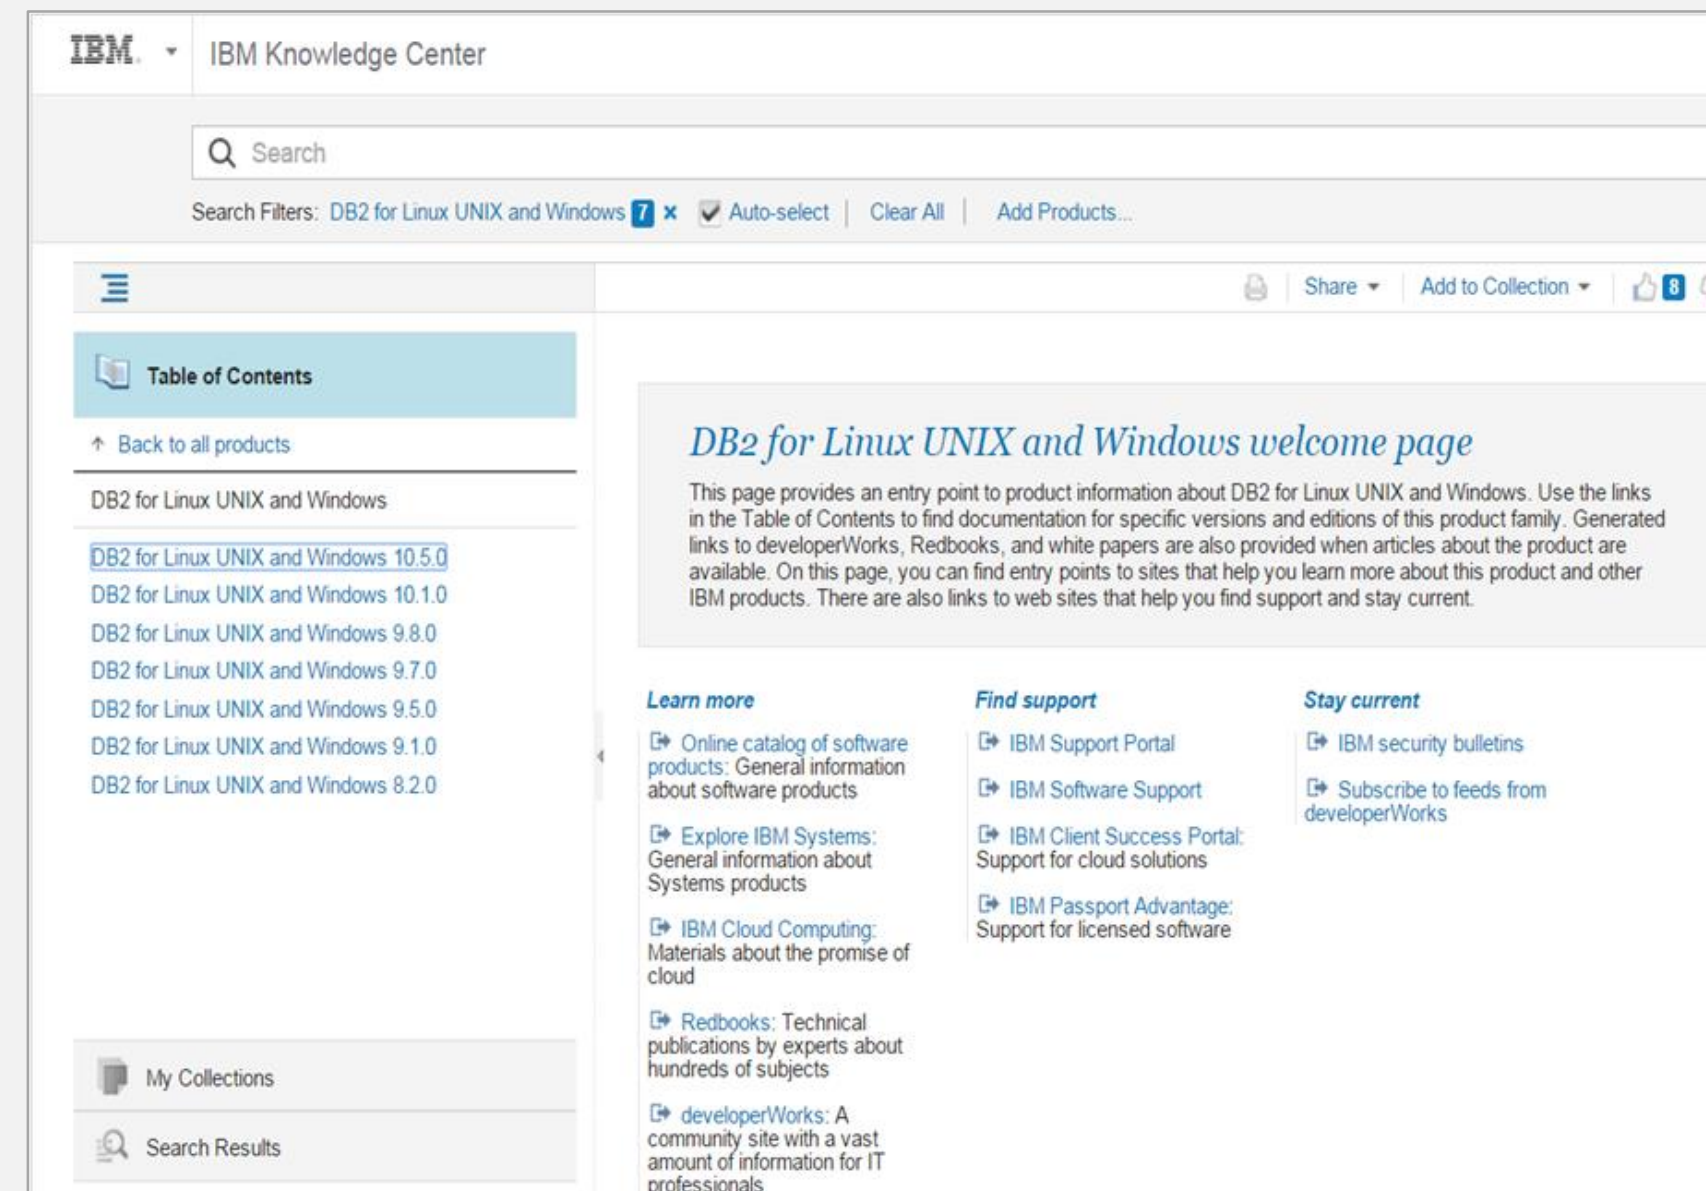 IBM.
IBM Knowledge Center
Search
Search Filters: DB2 for Linux UNIX and Windows 7 × Auto-select | Clear All | Add Products...
Share
Add to Collection
8
Table of Contents
Back to all products
DB2 for Linux UNIX and Windows
DB2 for Linux UNIX and Windows 10.5.0
DB2 for Linux UNIX and Windows 10.1.0
DB2 for Linux UNIX and Windows 9.8.0
DB2 for Linux UNIX and Windows 9.7.0
DB2 for Linux UNIX and Windows 9.5.0
DB2 for Linux UNIX and Windows 9.1.0
DB2 for Linux UNIX and Windows 8.2.0
My Collections
Search Results
DB2 for Linux UNIX and Windows welcome page
This page provides an entry point to product information about DB2 for Linux UNIX and Windows. Use the links
in the Table of Contents to find documentation for specific versions and editions of this product family. Generated
links to developerWorks, Redbooks, and white papers are also provided when articles about the product are
available. On this page, you can find entry points to sites that help you learn more about this product and other
IBM products. There are also links to web sites that help you find support and stay current.
Learn more
Online catalog of software
products: General information
about software products
Explore IBM Systems:
General information about
Systems products
IBM Cloud Computing:
Materials about the promise of
cloud
Redbooks: Technical
publications by experts about
hundreds of subjects
developerWorks: A
community site with a vast
amount of information for IT
professionals
Find support
IBM Support Portal
IBM Software Support
IBM Client Success Portal:
Support for cloud solutions
IBM Passport Advantage:
Support for licensed software
Stay current
IBM security bulletins
Subscribe to feeds from
developerWorks